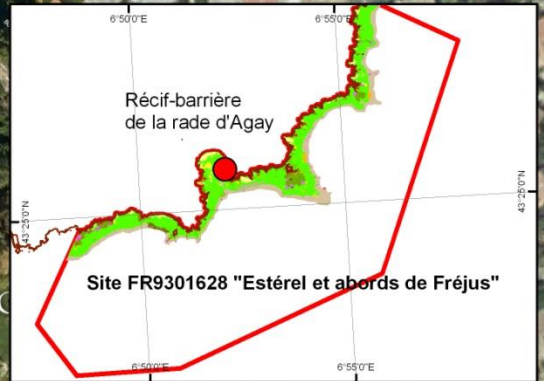 6°50'0"E
6°55'0"E
Récif-barrière
de la rade d'Agay
43°25'0"N
43°25'0"N
Site FR9301628 "Estérel et abords de Fréjus"
6°50'0"E
6°55'0"E